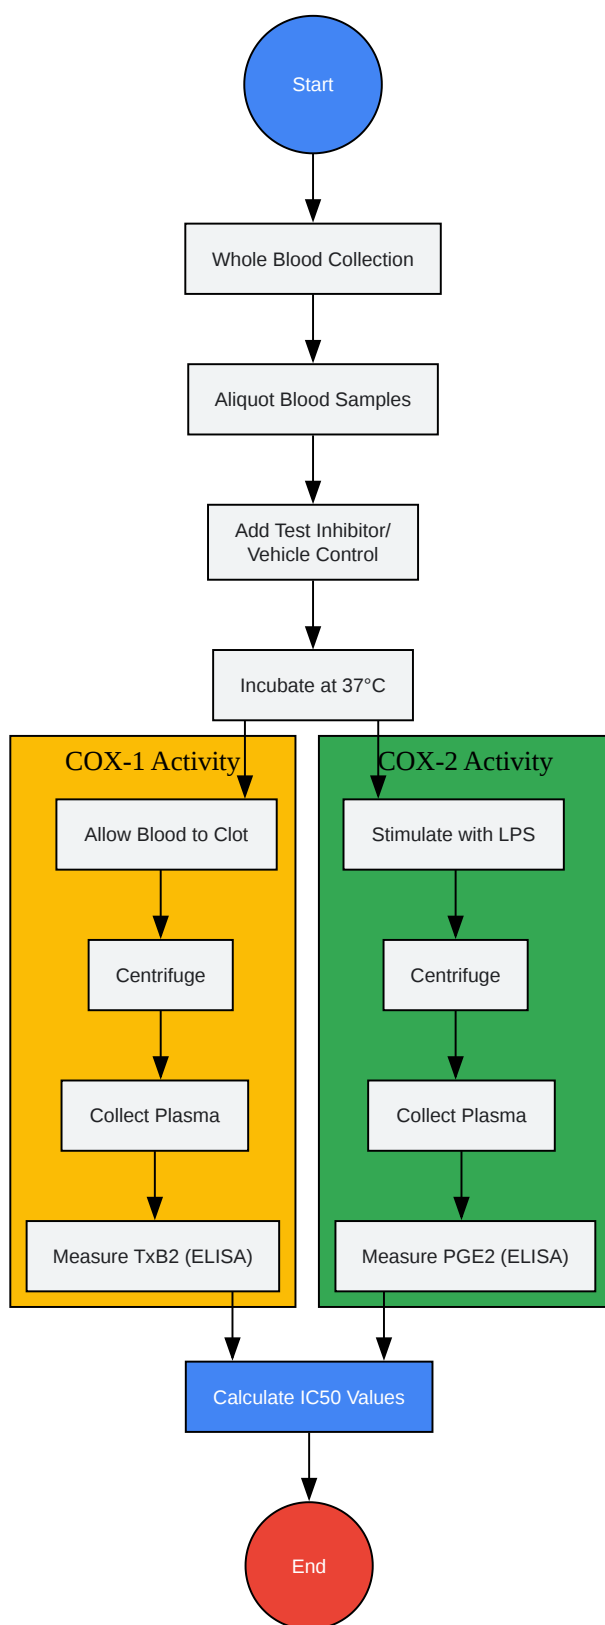 Start
Whole Blood Collection
Aliquot Blood Samples
Add Test Inhibitor/
Vehicle Control
Incubate at 37°C
COX-1 Activity
Allow Blood to Clot
Centrifuge
Collect Plasma
Measure TxB2 (ELISA)
COX-2 Activity
Stimulate with LPS
Centrifuge
Collect Plasma
Measure PGE2 (ELISA)
Calculate IC50 Values
End